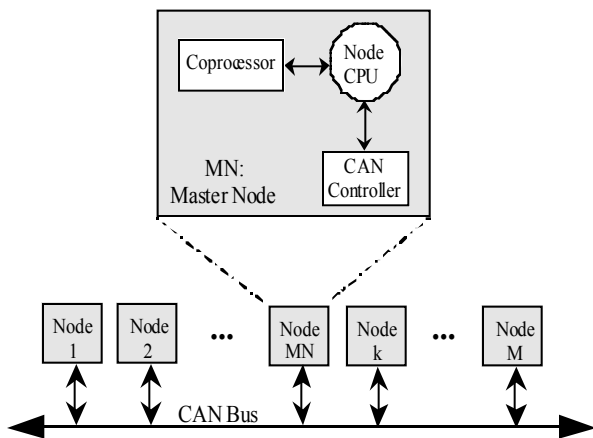 Coprocessor
Node
CPU
MN:
Master Node
CAN
Controller
Node
1
Node
2
...
Node
MN
Node
k
...
Node
M
CAN Bus